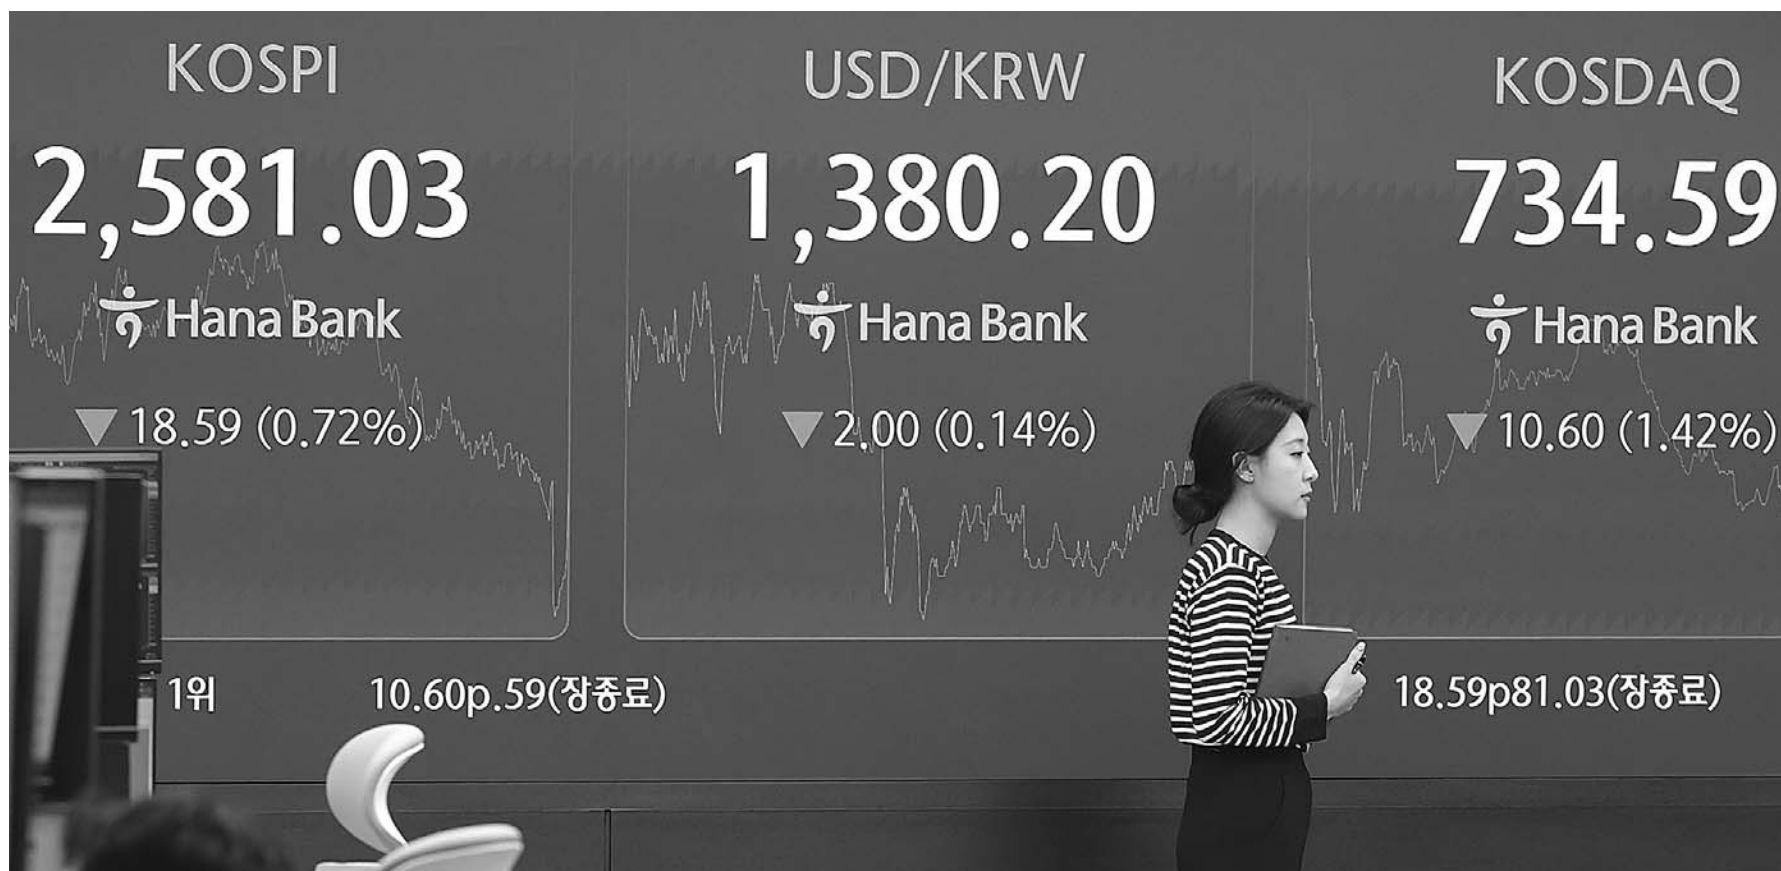 KOSPI
2,581.03
Hana Bank
▼ 18.59 (0.72%)
USD/KRW
1,380.20
Hana Bank
▼ 2.00 (0.14%)
KOSDAQ
734.59
Hana Bank
▼ 10.60 (1.42%)
1위
10.60p.59(장종료)
18.59p81.03(장종료)